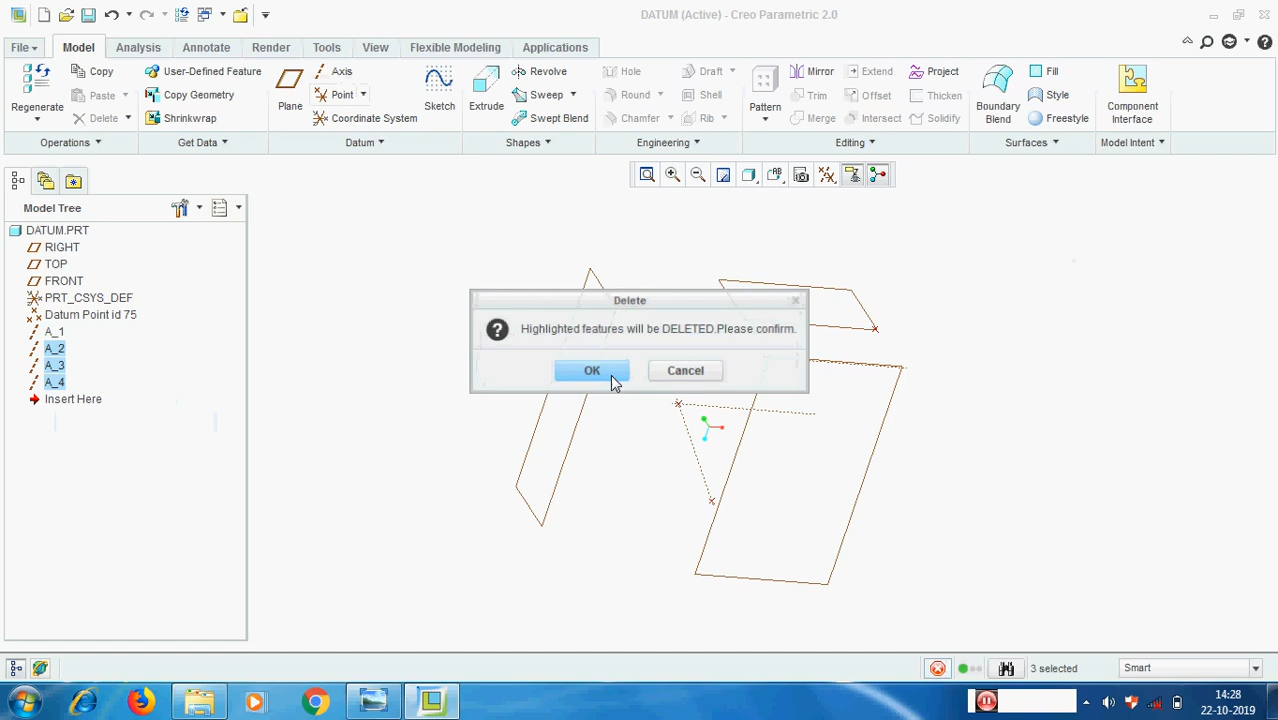 DATUM (Active) - Creo Parametric 2.0
File
Model
Analysis
Annotate
Render
Tools
View
Flexible Modeling
Applications
Regenerate
Copy
Paste
Delete
Operations
User-Defined Feature
Copy Geometry
Shrinkwrap
Get Data
Plane
Axis
Point
Coordinate System
Datum
Sketch
Extrude
Revolve
Sweep
Swept Blend
Shapes
Hole
Round
Chamfer
Draft
Shell
Rib
Engineering
Pattern
Mirror
Trim
Merge
Extend
Offset
Intersect
Project
Thicken
Solidify
Editing
Boundary
Blend
Fill
Style
Freestyle
Surfaces
Component
Interface
Model Intent
Model Tree
DATUM.PRT
RIGHT
TOP
FRONT
PRT_CSYS_DEF
Datum Point id 75
A_1
A_2
A_3
A_4
Insert Here
Delete
Highlighted features will be DELETED.Please confirm.
OK
Cancel
3 selected
Smart
14:28
22-10-2019